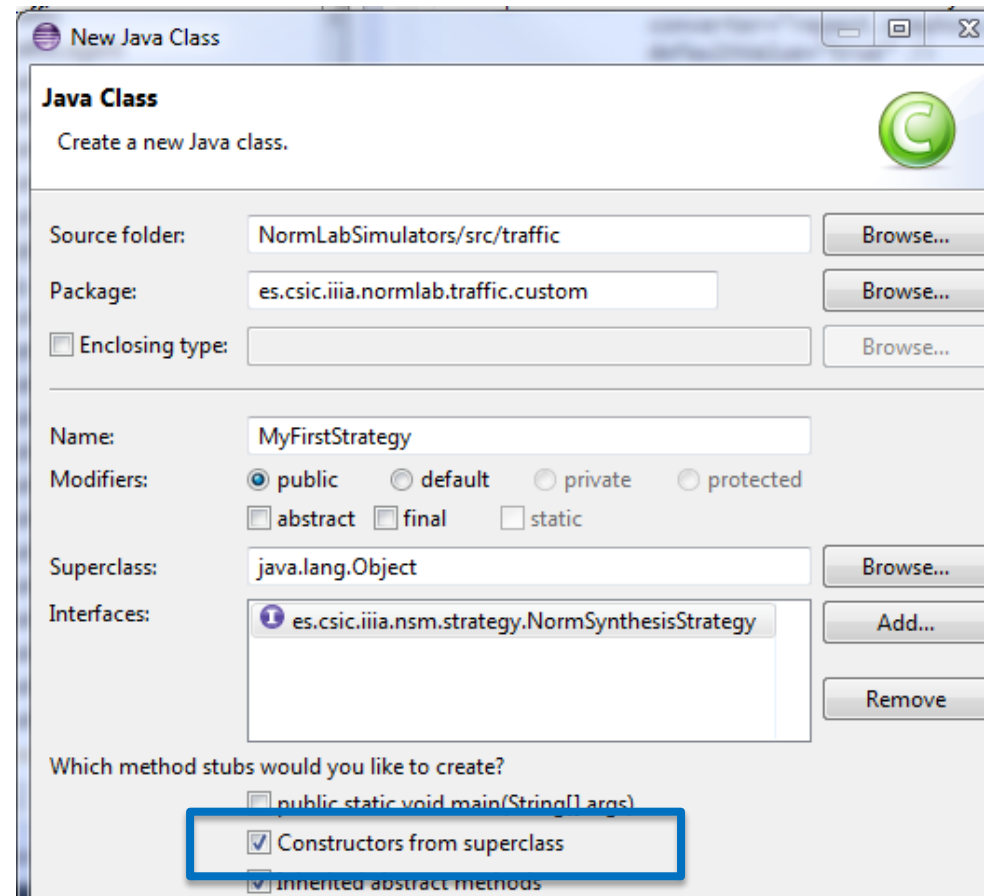 New Java Class
Java Class
Create a new Java class.
Source folder: NormLabSimulators/src/traffic Browse...
Package: es.csic.iiia.normlab.traffic.custom Browse...
Enclosing type: Browse...
Name: MyFirstStrategy
Modifiers: public default private protected
abstract final static
Superclass: java.lang.Object Browse...
Interfaces: es.csic.iiia.nsm.strategy.NormSynthesisStrategy Add...
Remove
Which method stubs would you like to create?
public static void main(String[] args)
Constructors from superclass
Inherited abstract methods